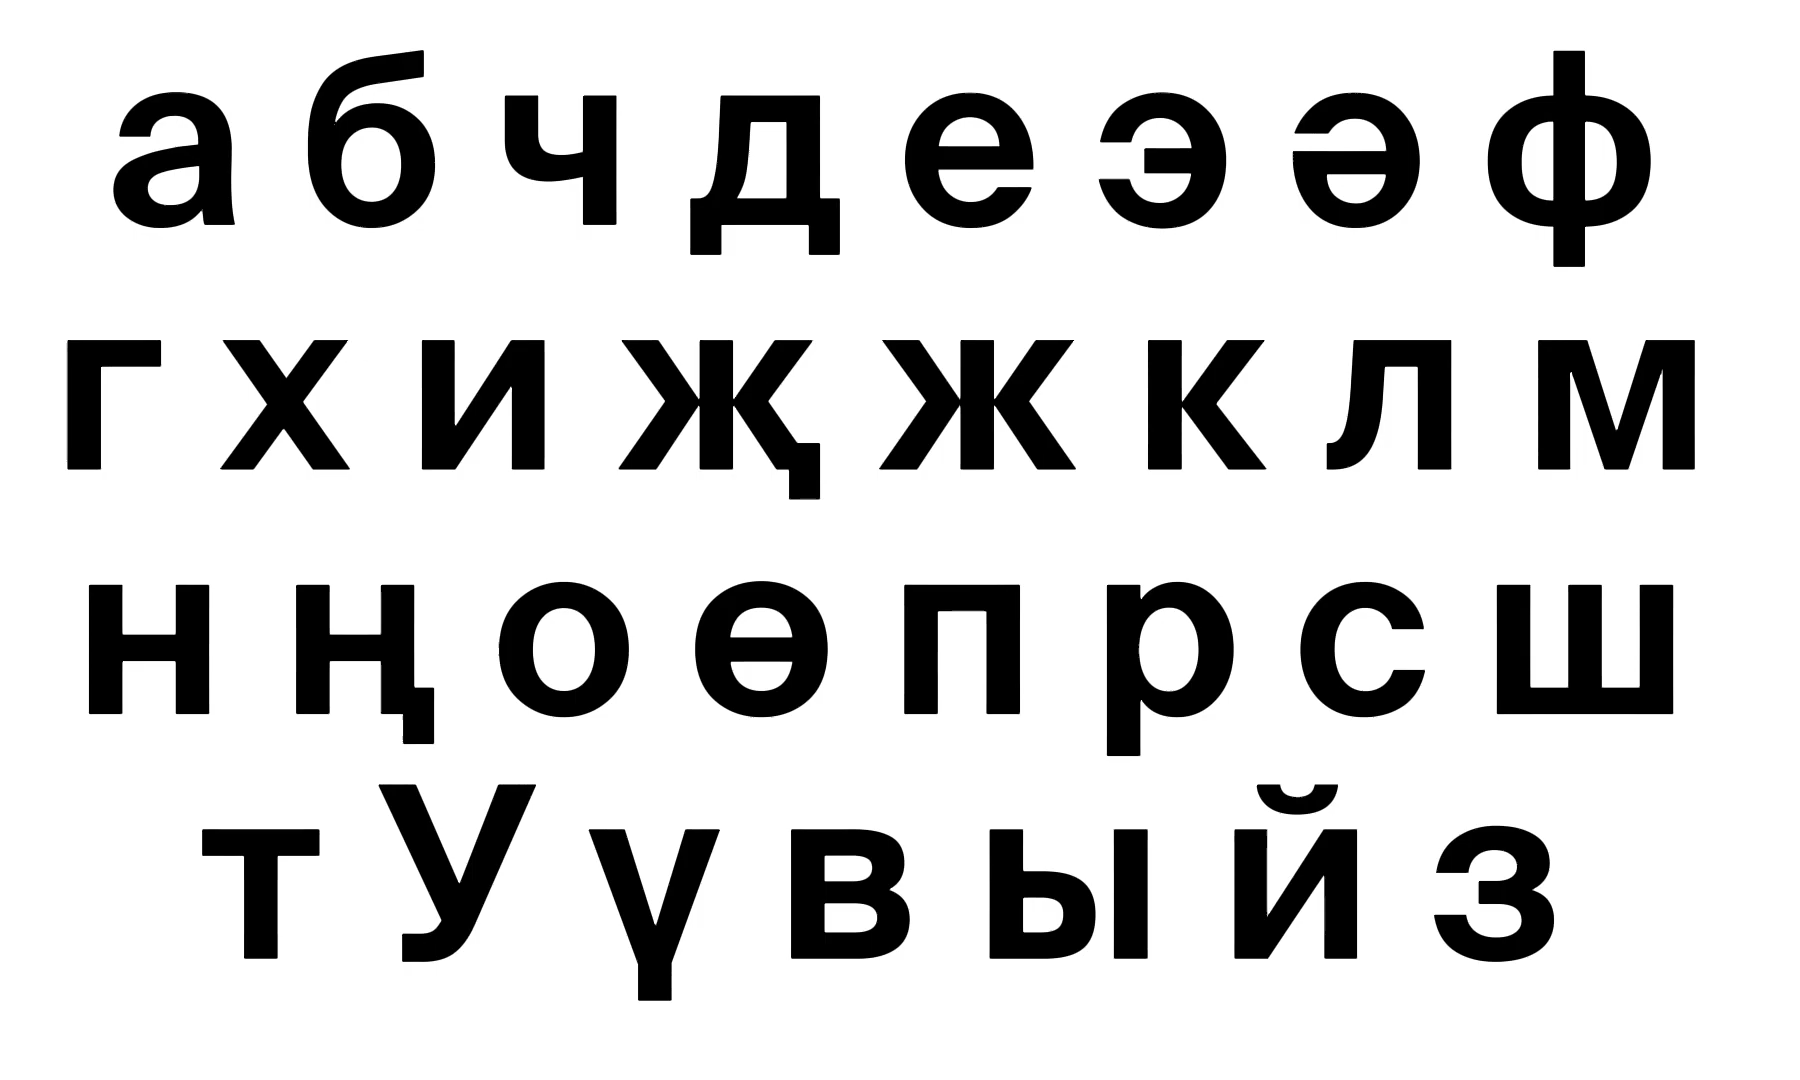 а б ч д е э ә ф
г х и җ ж к л м
н ң о ө п р с ш
т У ү в ы й з